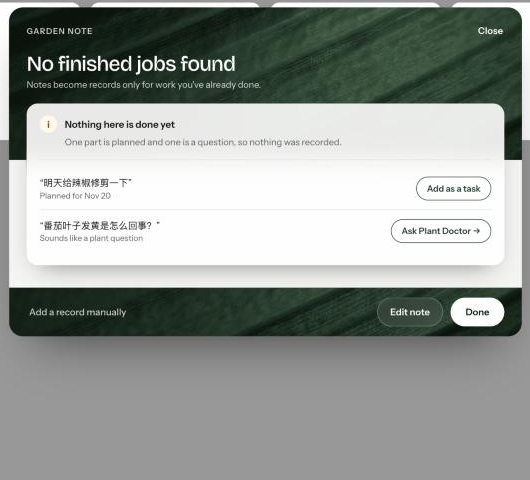 GARDEN NOTE
Close
No finished jobs found
Notes become records only for work you've already done.
i
Nothing here is done yet
One part is planned and one is a question, so nothing was recorded.
“明天给辣椒修剪一下”
Planned for Nov 20
Add as a task
“番茄叶子发黄是怎么回事？”
Sounds like a plant question
Ask Plant Doctor →
Add a record manually
Edit note
Done